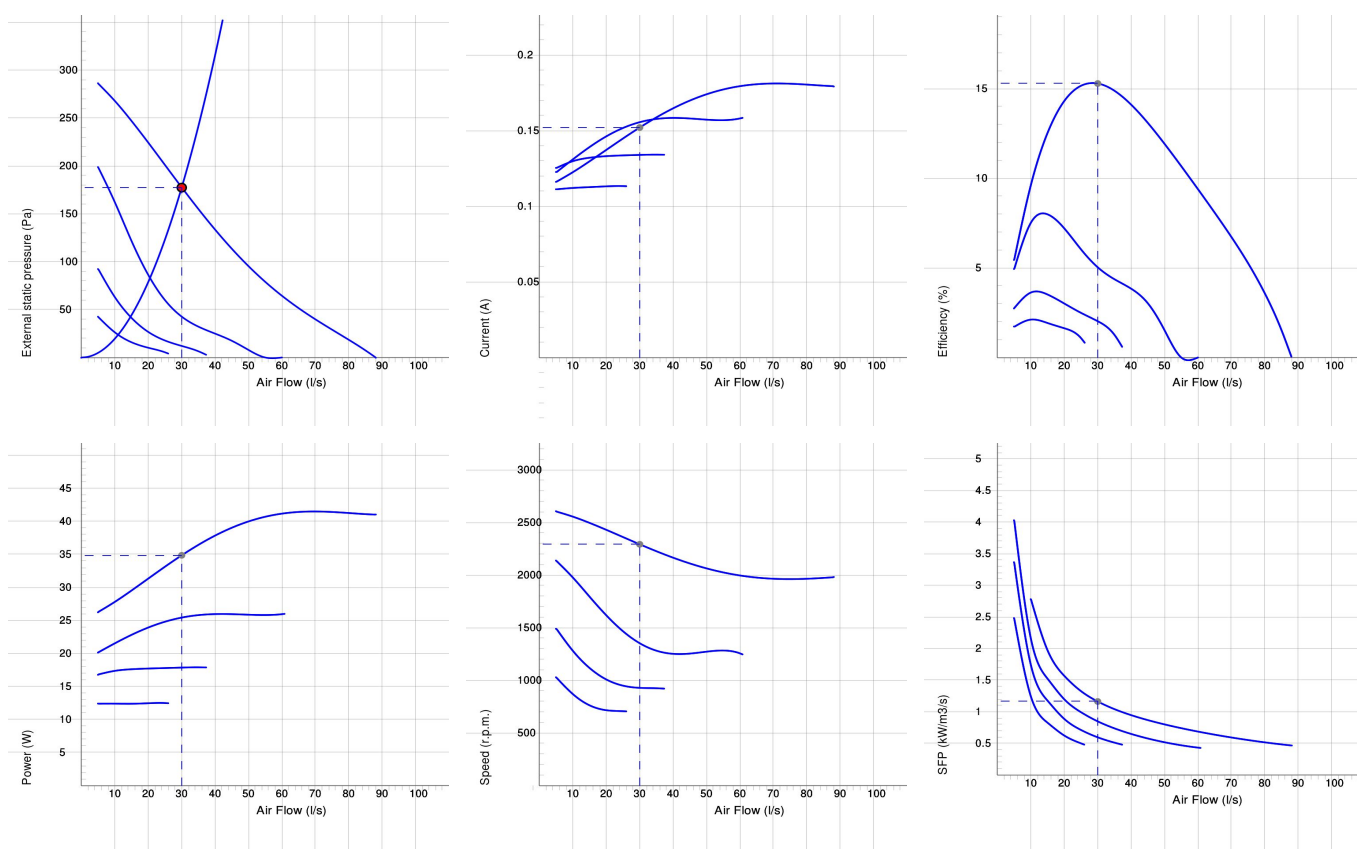 300
250
200
150
100
50
External static pressure (Pa)
10 20 30 40 50 60 70 80 90 100
Air Flow (l/s)
0.2
0.15
0.1
0.05
Current (A)
10 20 30 40 50 60 70 80 90 100
Air Flow (l/s)
15
10
5
Efficiency (%)
10 20 30 40 50 60 70 80 90 100
Air Flow (l/s)
45
40
35
30
25
20
15
10
5
Power (W)
10 20 30 40 50 60 70 80 90 100
Air Flow (l/s)
3000
2500
2000
1500
1000
500
Speed (r.p.m.)
10 20 30 40 50 60 70 80 90 100
Air Flow (l/s)
5
4.5
4
3.5
3
2.5
2
1.5
1
0.5
SFP (kW/m3/s)
10 20 30 40 50 60 70 80 90 100
Air Flow (l/s)